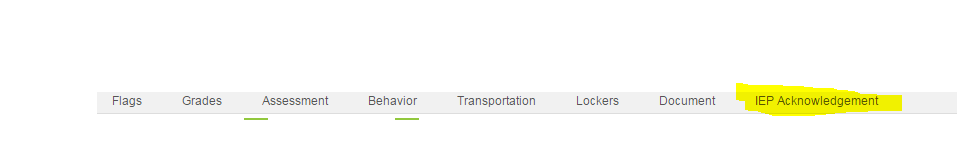 Flags Grades Assessment Behavior Transportation Lockers Document IEP Acknowledgement